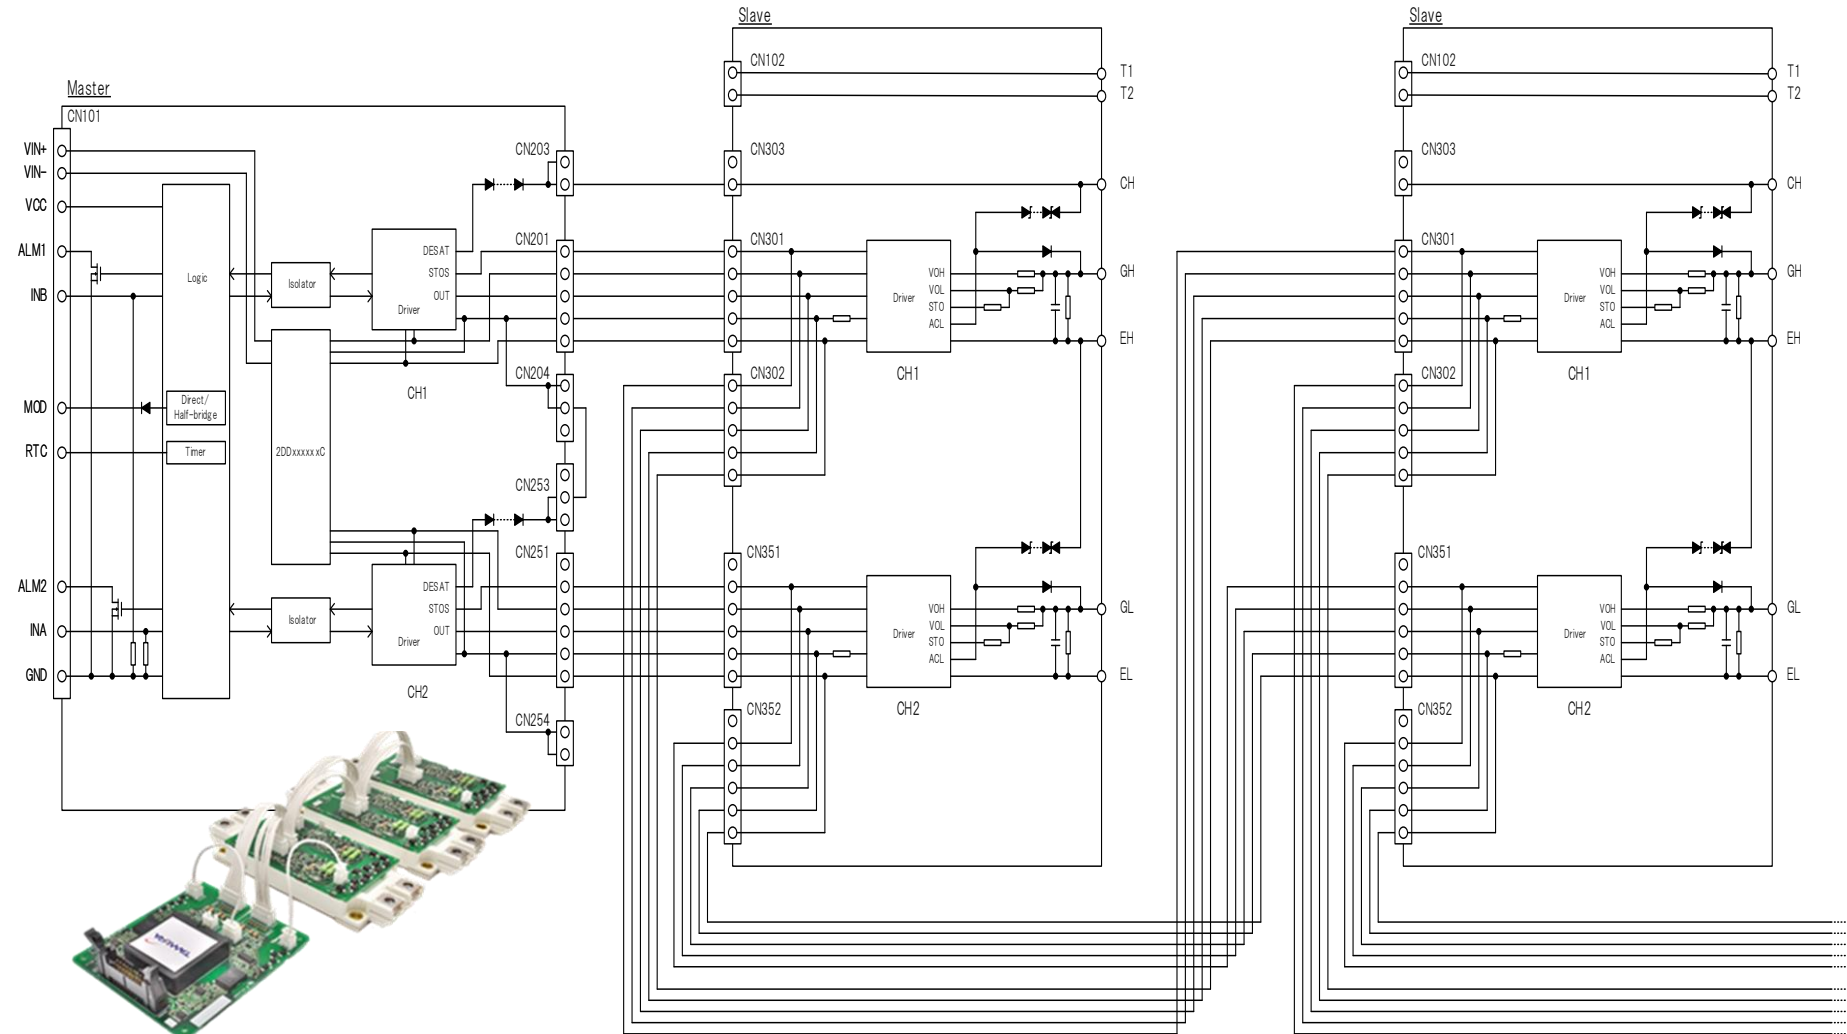 Slave
Slave
CN102
T1
T2
CN102
T1
T2
Master
CN101
VIN+
VIN-
VCC
ALM1
INB
MOD
RTC
ALM2
INA
GND
Logic
Direct/
Half-bridge
Timer
Isolator
2DDxxxxxC
Isolator
DESAT
STOS
OUT
Driver
CH1
DESAT
STOS
OUT
Driver
CH2
CN203
CN201
CN204
CN253
CN251
CN254
CN303
CH
CN301
VOH
VOL
STO
ACL
Driver
GH
EH
CH1
CN302
CN351
VOH
VOL
STO
ACL
Driver
GL
EL
CH2
CN352
CN303
CH
CN301
VOH
VOL
STO
ACL
Driver
GH
EH
CH1
CN302
CN351
VOH
VOL
STO
ACL
Driver
GL
EL
CH2
CN352
TAMURA